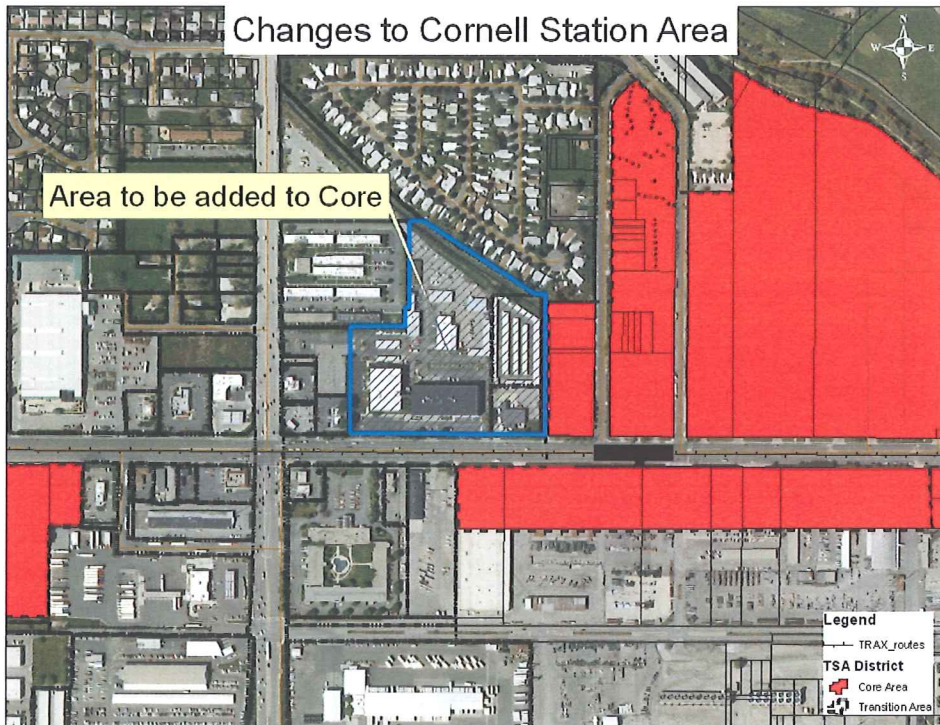 Changes to Cornell Station Area
N
W E
S
Area to be added to Core
Legend
TRAX_routes
TSA District
Core Area
Transition Area